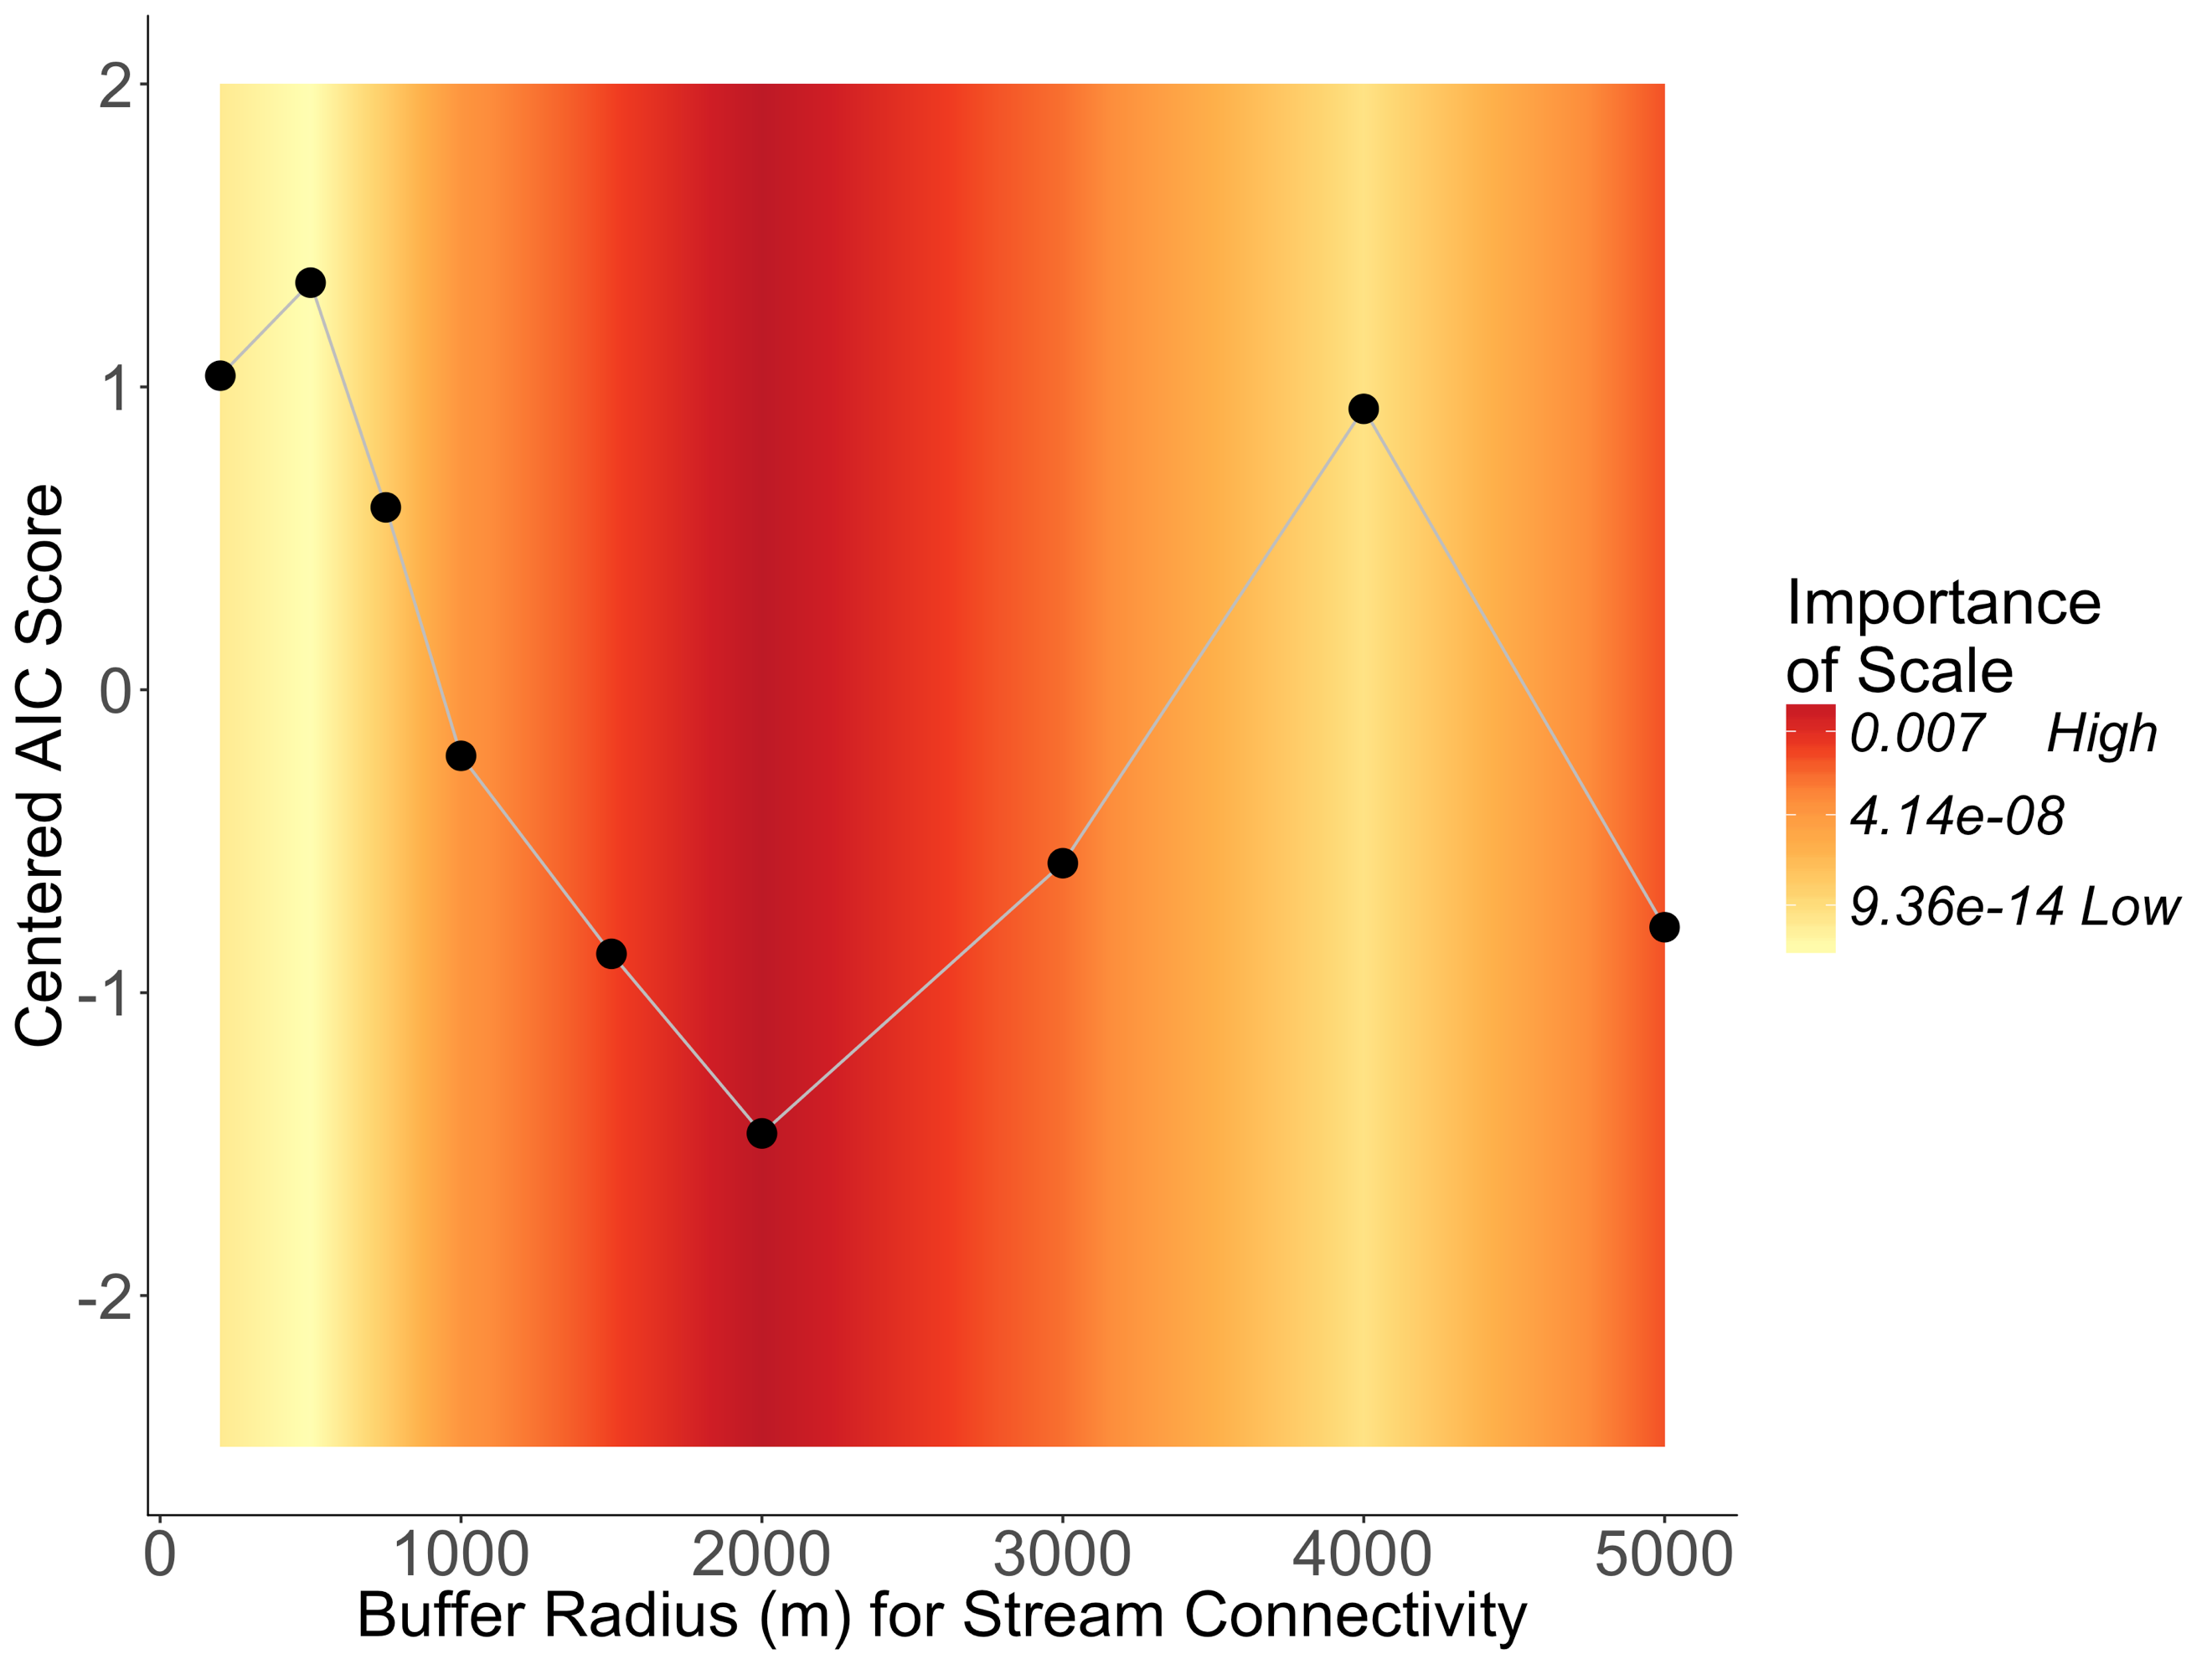 2
1
0
-1
-2
Centered AIC Score
0 1000 2000 3000 4000 5000
Buffer Radius (m) for Stream Connectivity
Importance
of Scale
0.007 High
4.14e-08
9.36e-14 Low